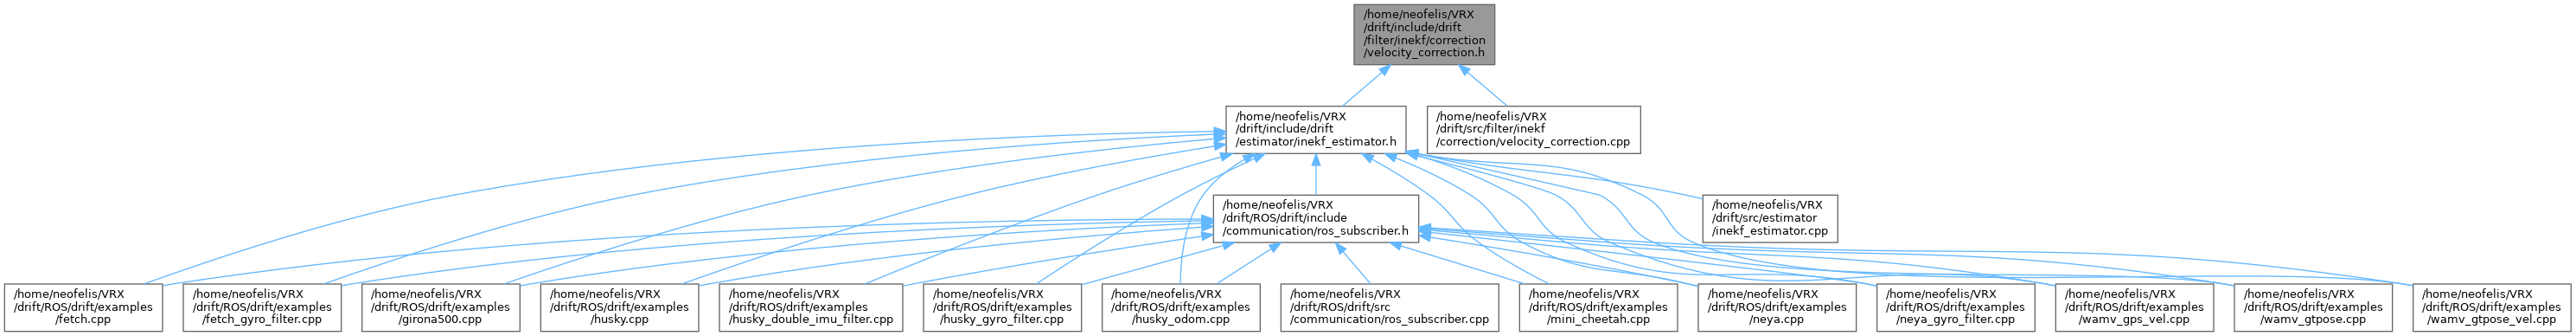 /home/neofelis/VRX
/drift/include/drift
/filter/inekf/correction
/velocity_correction.h
/home/neofelis/VRX
/drift/include/drift
/estimator/inekf_estimator.h
/home/neofelis/VRX
/drift/src/filter/inekf
/correction/velocity_correction.cpp
/home/neofelis/VRX
/drift/ROS/drift/include
/communication/ros_subscriber.h
/home/neofelis/VRX
/drift/src/estimator
/inekf_estimator.cpp
/home/neofelis/VRX
/drift/ROS/drift/examples
/fetch.cpp
/home/neofelis/VRX
/drift/ROS/drift/examples
/fetch_gyro_filter.cpp
/home/neofelis/VRX
/drift/ROS/drift/examples
/girona500.cpp
/home/neofelis/VRX
/drift/ROS/drift/examples
/husky.cpp
/home/neofelis/VRX
/drift/ROS/drift/examples
/husky_double_imu_filter.cpp
/home/neofelis/VRX
/drift/ROS/drift/examples
/husky_gyro_filter.cpp
/home/neofelis/VRX
/drift/ROS/drift/examples
/husky_odom.cpp
/home/neofelis/VRX
/drift/ROS/drift/src
/communication/ros_subscriber.cpp
/home/neofelis/VRX
/drift/ROS/drift/examples
/mini_cheetah.cpp
/home/neofelis/VRX
/drift/ROS/drift/examples
/neya.cpp
/home/neofelis/VRX
/drift/ROS/drift/examples
/neya_gyro_filter.cpp
/home/neofelis/VRX
/drift/ROS/drift/examples
/wamv_gps_vel.cpp
/home/neofelis/VRX
/drift/ROS/drift/examples
/wamv_gtpose.cpp
/home/neofelis/VRX
/drift/ROS/drift/examples
/wamv_gtpose_vel.cpp